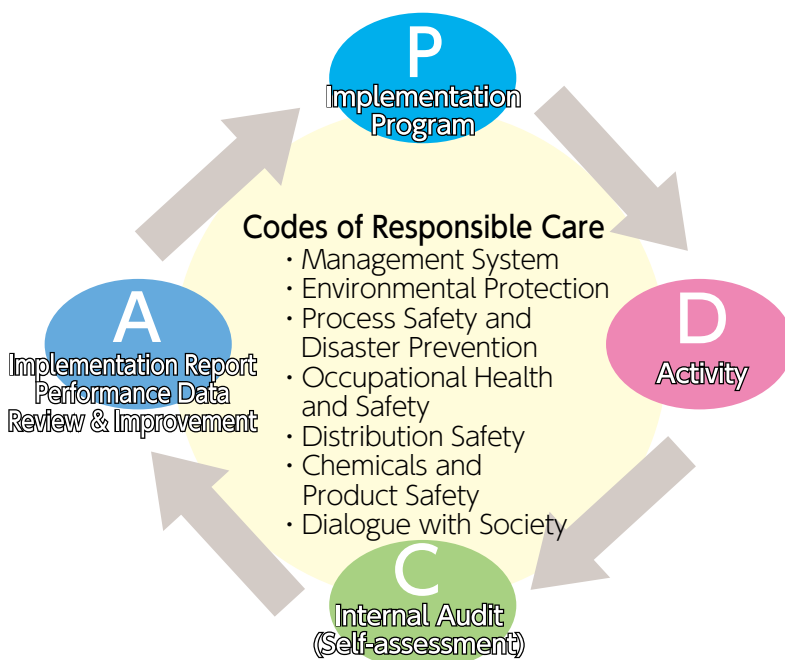 P
Implementation
Program
Codes of Responsible Care
・Management System
・Environmental Protection
・Process Safety and
Disaster Prevention
・Occupational Health
and Safety
・Distribution Safety
・Chemicals and
Product Safety
・Dialogue with Society
D
Activity
C
Internal Audit
(Self-assessment)
A
Implementation Report
Performance Data
Review & Improvement